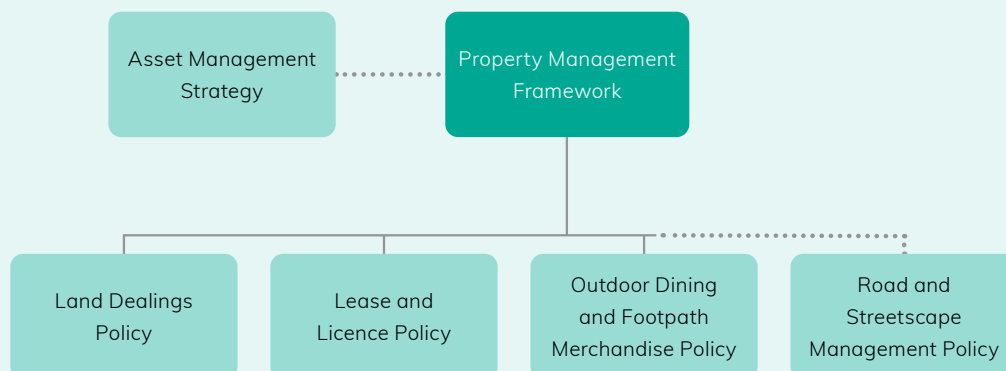 Asset Management
Strategy
Property Management
Framework
Land Dealings
Policy
Lease and
Licence Policy
Outdoor Dining
and Footpath
Merchandise Policy
Road and
Streetscape
Management Policy